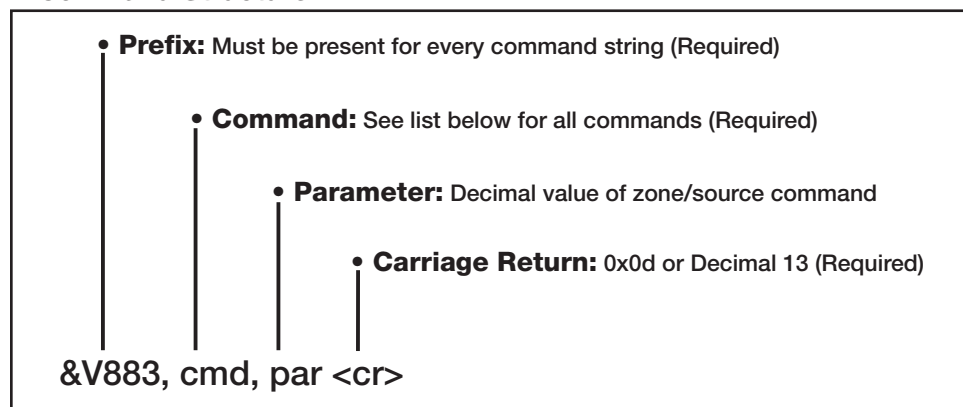 • Prefix: Must be present for every command string (Required)
• Command: See list below for all commands (Required)
• Parameter: Decimal value of zone/source command
• Carriage Return: 0x0d or Decimal 13 (Required)
&V883, cmd, par <cr>